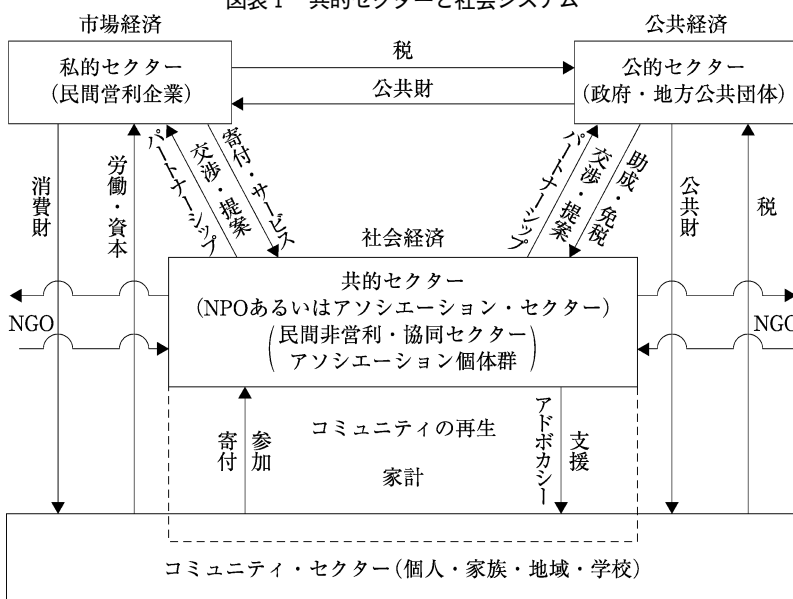 図表1 共的セクターと社会システム
市場経済
公共経済
私的セクター
（民間営利企業）
税
公共財
公的セクター
（政府・地方公共団体）
消費財
労働・資本
パートナーシップ
交渉・提案
寄付・サービス
パートナーシップ
交渉・提案
助成・免税
公共財
税
社会経済
共的セクター
（NPOあるいはアソシエーション・セクター）
（民間非営利・協同セクター
アソシエーション個体群）
NGO
NGO
寄付
参加
コミュニティの再生
家計
アドボカシー
支援
コミュニティ・セクター（個人・家族・地域・学校）